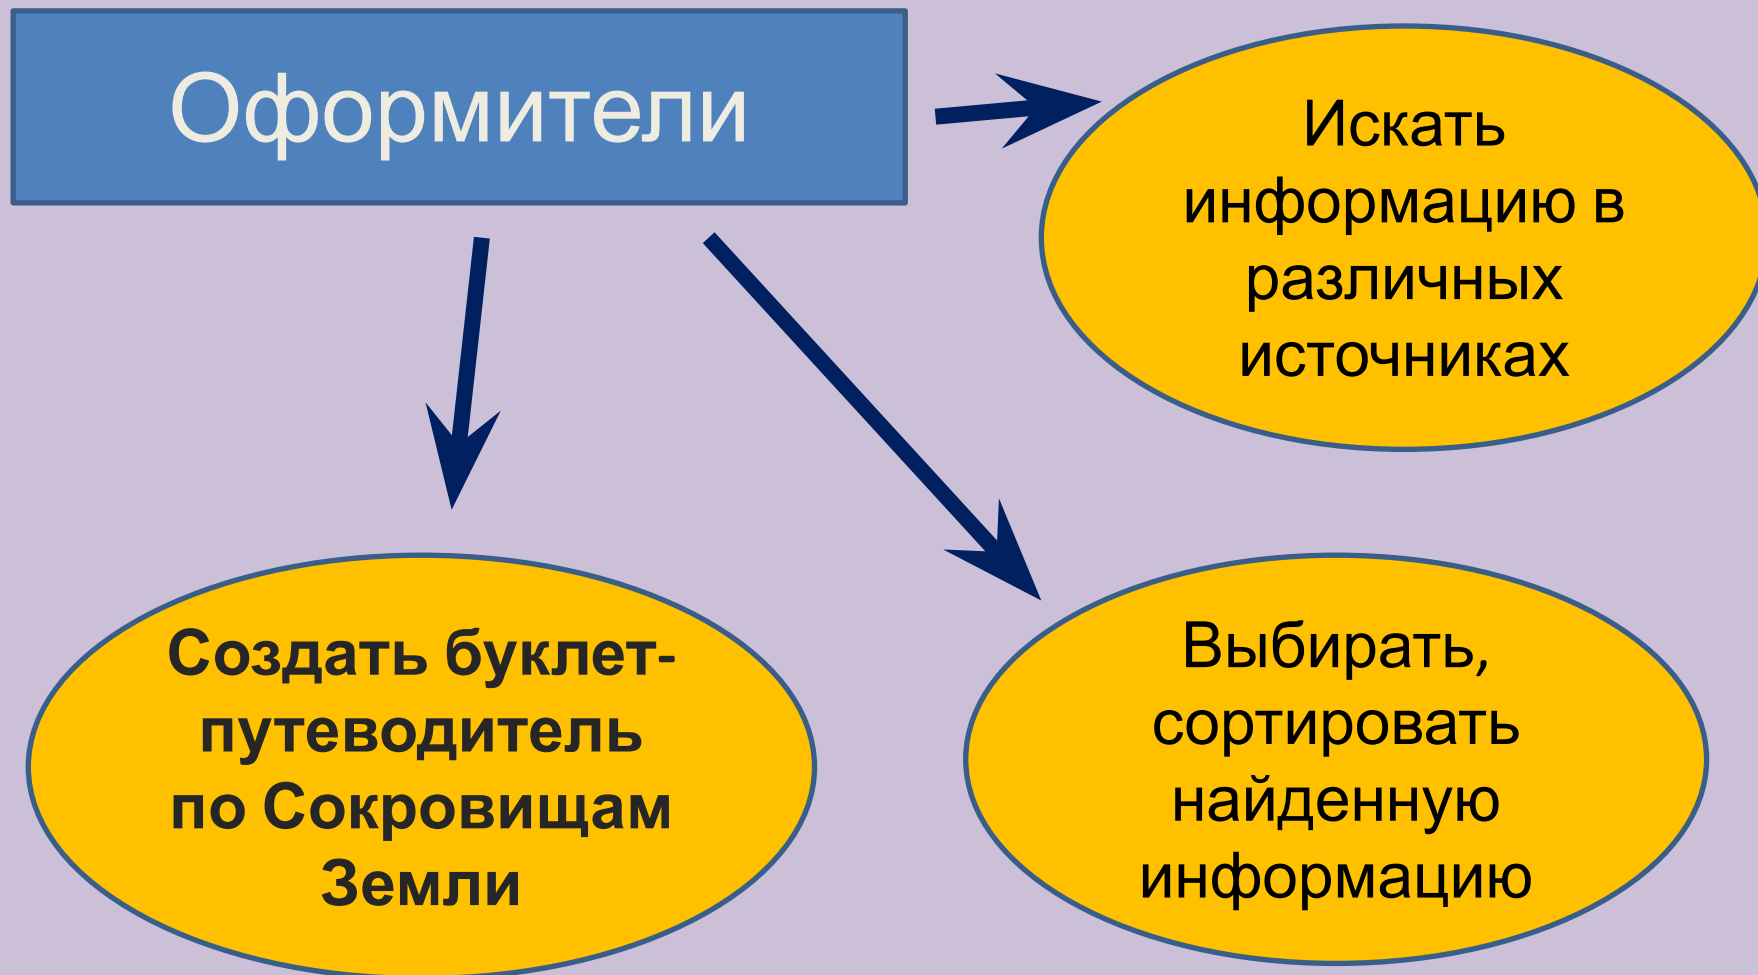 Оформители
Искать
информацию в
различных
источниках
Создать буклет-
путеводитель
по Сокровищам
Земли
Выбирать,
сортировать
найденную
информацию